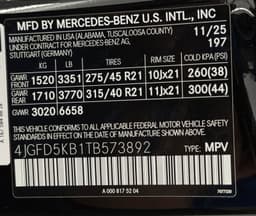 MFD BY MERCEDES-BENZ U.S. INTL., INC
MANUFACTURED IN USA (ALABAMA, TUSCALOOSA COUNTY) 11/25
UNDER CONTRACT FOR MERCEDES-BENZ AG, 197
STUTTGART, GERMANY
KG LB TIRES RIMS COLD KPA(PSI)
GAWR FRONT 1520 3351 275/45 R21 10Jx21 260(38)
GAWR REAR 1710 3770 315/40 R21 11Jx21 300(44)
GVWR 3020 6658
THIS VEHICLE CONFORMS TO ALL APPLICABLE FEDERAL MOTOR VEHICLE SAFETY
STANDARDS IN EFFECT ON THE DATE OF MANUFACTURE SHOWN ABOVE.
4JGFD5KB1TB573892 TYPE: MPV
A 000 817 52 04